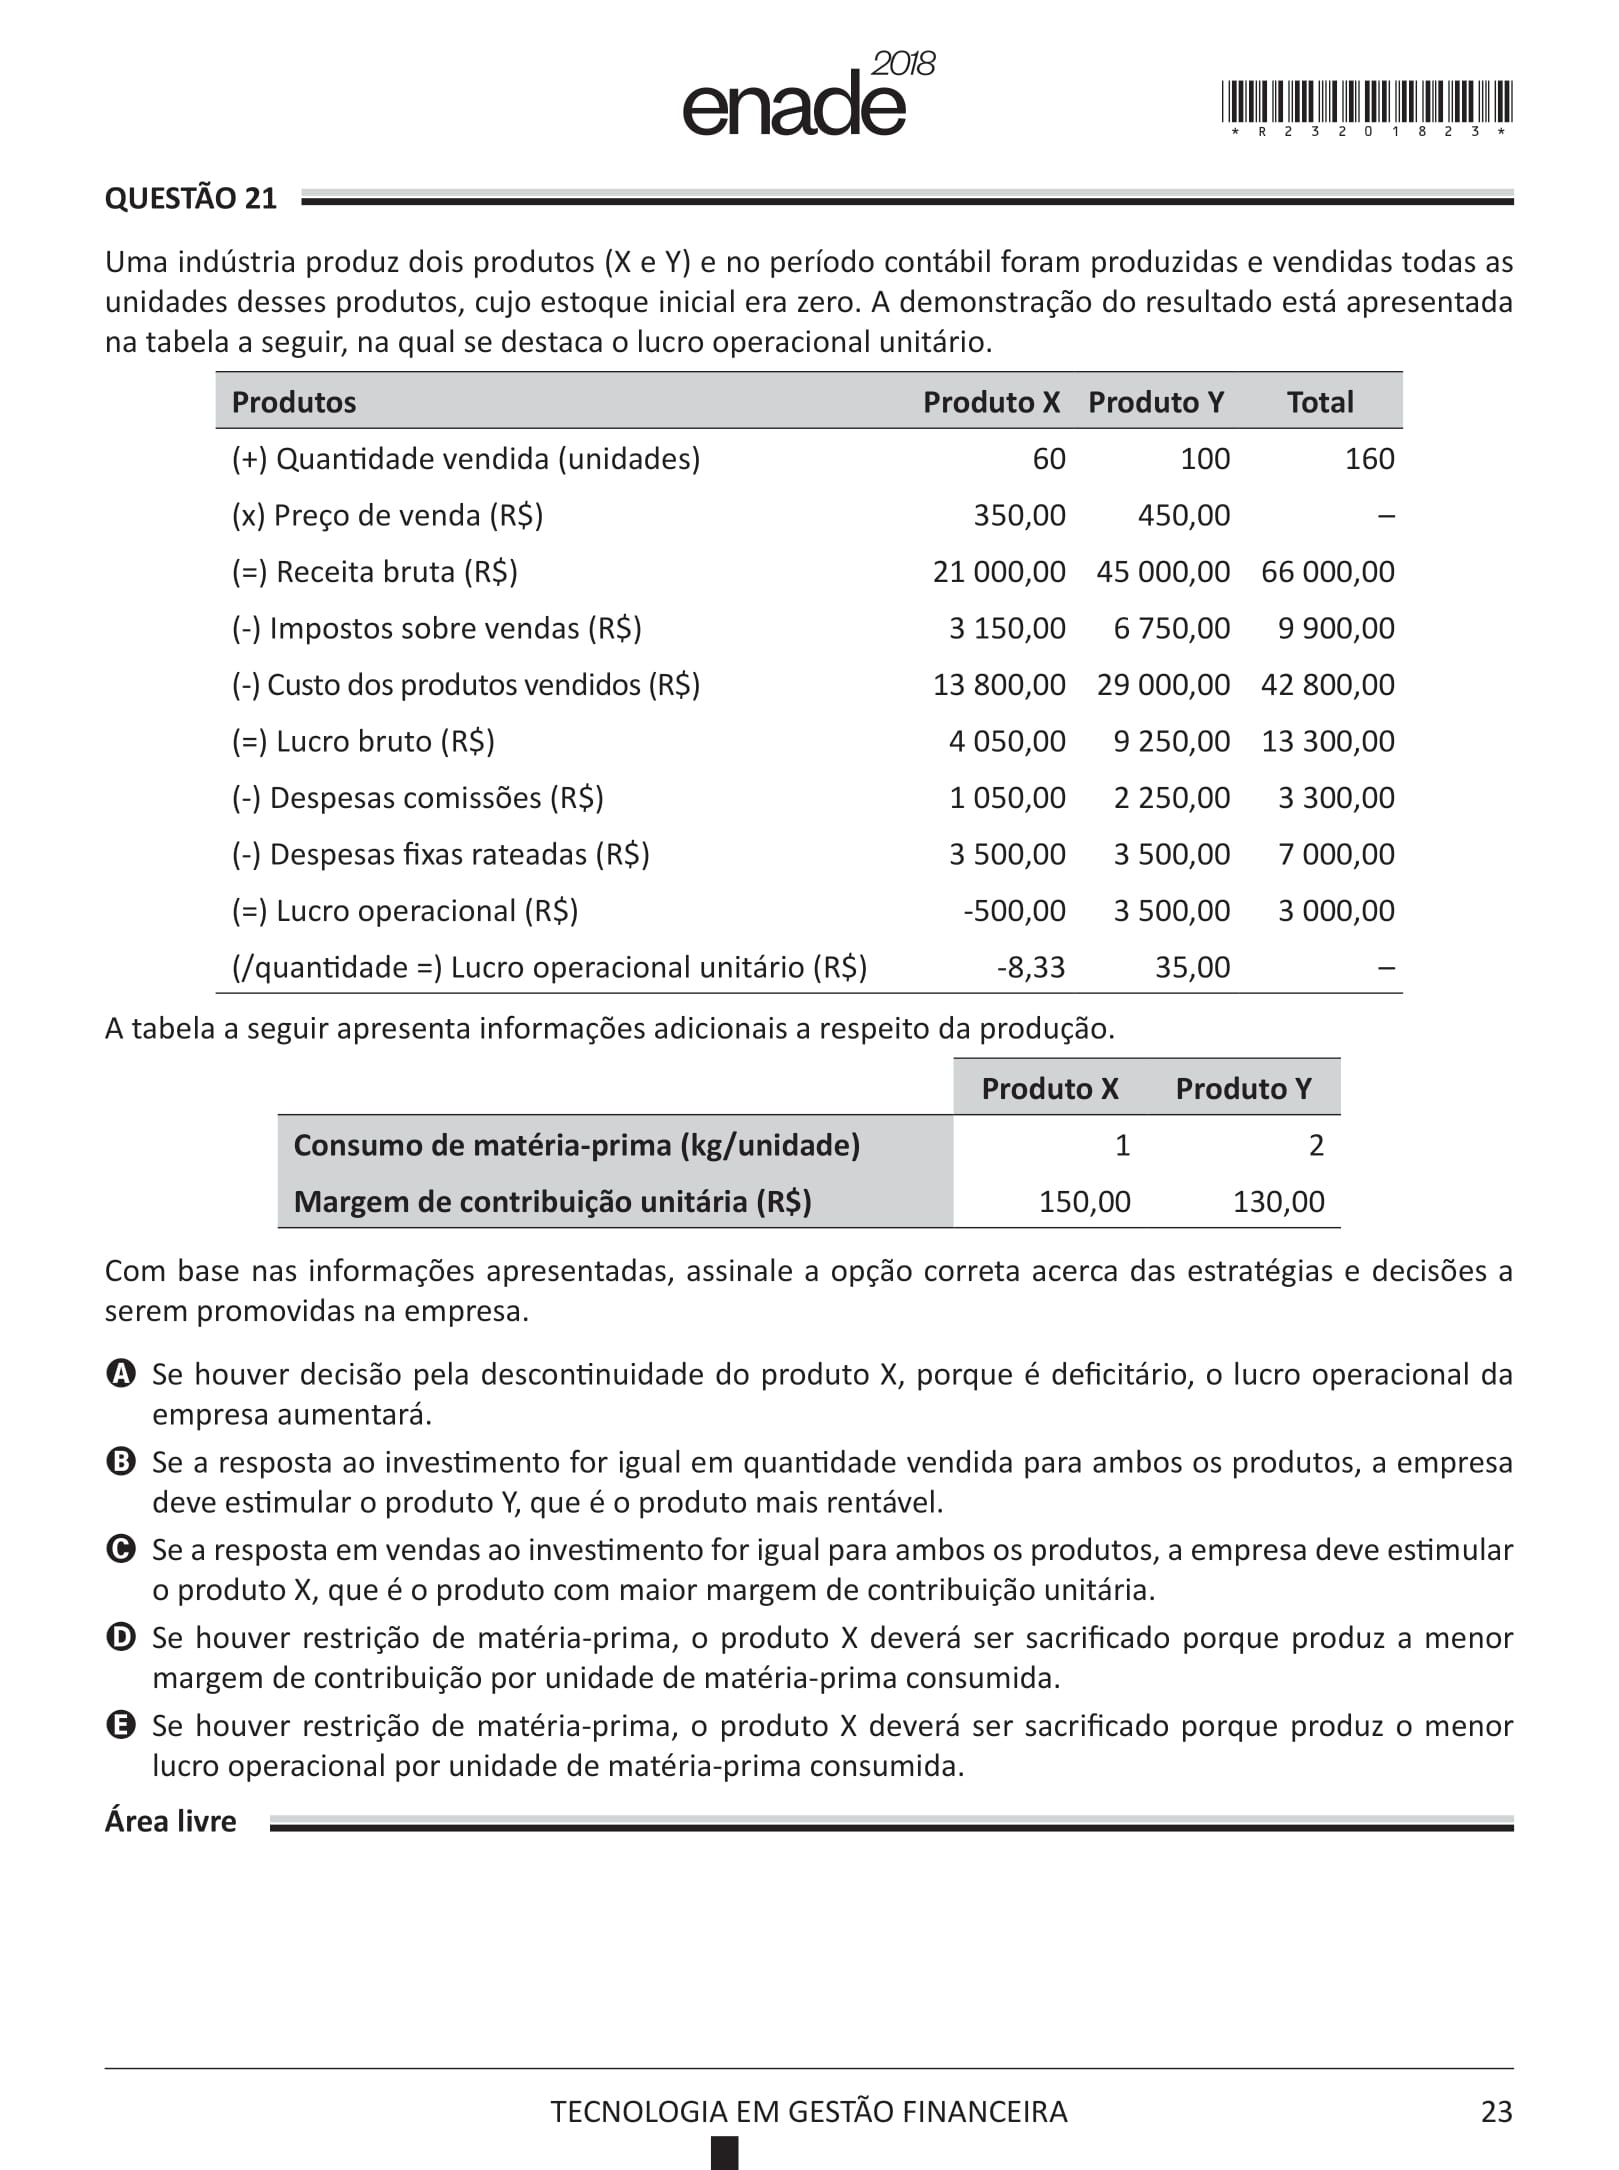 enade 2018
* R 2 3 2 0 1 8 2 3 *
QUESTÃO 21
Uma indústria produz dois produtos (X e Y) e no período contábil foram produzidas e vendidas todas as
unidades desses produtos, cujo estoque inicial era zero. A demonstração do resultado está apresentada
na tabela a seguir, na qual se destaca o lucro operacional unitário.
Produtos Produto X Produto Y Total
(+) Quantidade vendida (unidades) 60 100 160
(x) Preço de venda (R$) 350,00 450,00 –
(=) Receita bruta (R$) 21 000,00 45 000,00 66 000,00
(-) Impostos sobre vendas (R$) 3 150,00 6 750,00 9 900,00
(-) Custo dos produtos vendidos (R$) 13 800,00 29 000,00 42 800,00
(=) Lucro bruto (R$) 4 050,00 9 250,00 13 300,00
(-) Despesas comissões (R$) 1 050,00 2 250,00 3 300,00
(-) Despesas fixas rateadas (R$) 3 500,00 3 500,00 7 000,00
(=) Lucro operacional (R$) -500,00 3 500,00 3 000,00
(/quantidade =) Lucro operacional unitário (R$) -8,33 35,00 –
A tabela a seguir apresenta informações adicionais a respeito da produção.
Produto X Produto Y
Consumo de matéria-prima (kg/unidade) 1 2
Margem de contribuição unitária (R$) 150,00 130,00
Com base nas informações apresentadas, assinale a opção correta acerca das estratégias e decisões a
serem promovidas na empresa.
A Se houver decisão pela descontinuidade do produto X, porque é deficitário, o lucro operacional da
empresa aumentará.
B Se a resposta ao investimento for igual em quantidade vendida para ambos os produtos, a empresa
deve estimular o produto Y, que é o produto mais rentável.
C Se a resposta em vendas ao investimento for igual para ambos os produtos, a empresa deve estimular
o produto X, que é o produto com maior margem de contribuição unitária.
D Se houver restrição de matéria-prima, o produto X deverá ser sacrificado porque produz a menor
margem de contribuição por unidade de matéria-prima consumida.
E Se houver restrição de matéria-prima, o produto X deverá ser sacrificado porque produz o menor
lucro operacional por unidade de matéria-prima consumida.
Área livre
TECNOLOGIA EM GESTÃO FINANCEIRA 23